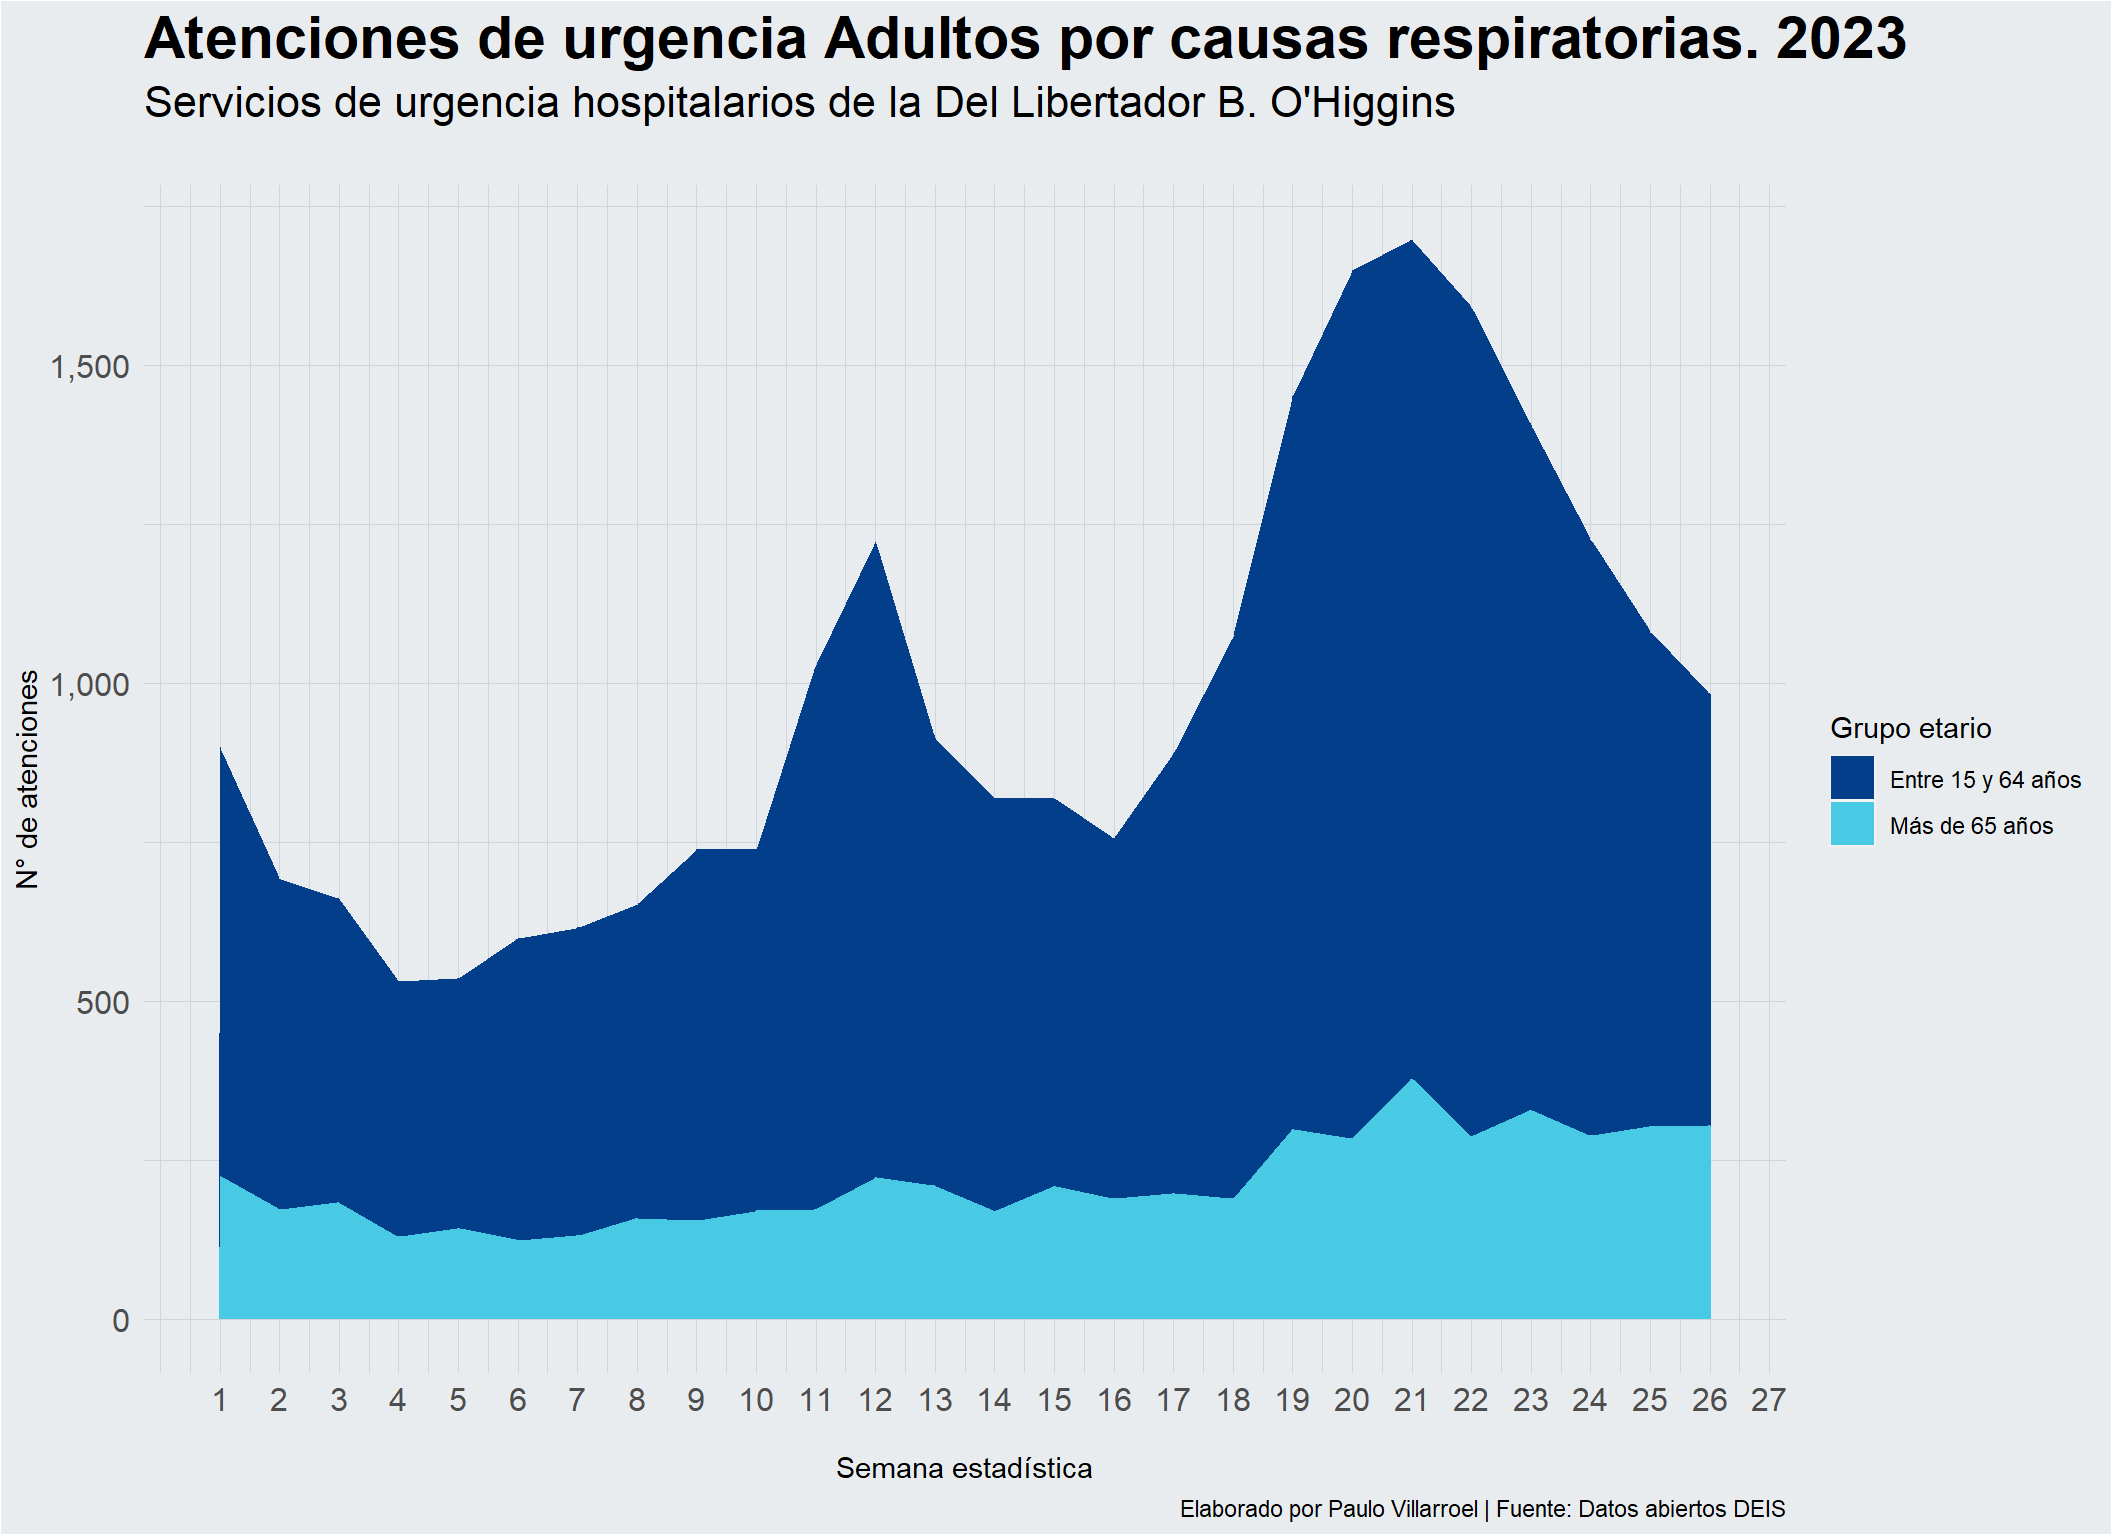 Atenciones de urgencia Adultos por causas respiratorias. 2023
Servicios de urgencia hospitalarios de la Del Libertador B. O'Higgins
N° de atenciones
1,500
1,000
500
0
1 2 3 4 5 6 7 8 9 10 11 12 13 14 15 16 17 18 19 20 21 22 23 24 25 26 27
Semana estadística
Grupo etario
Entre 15 y 64 años
Más de 65 años
Elaborado por Paulo Villarroel | Fuente: Datos abiertos DEIS